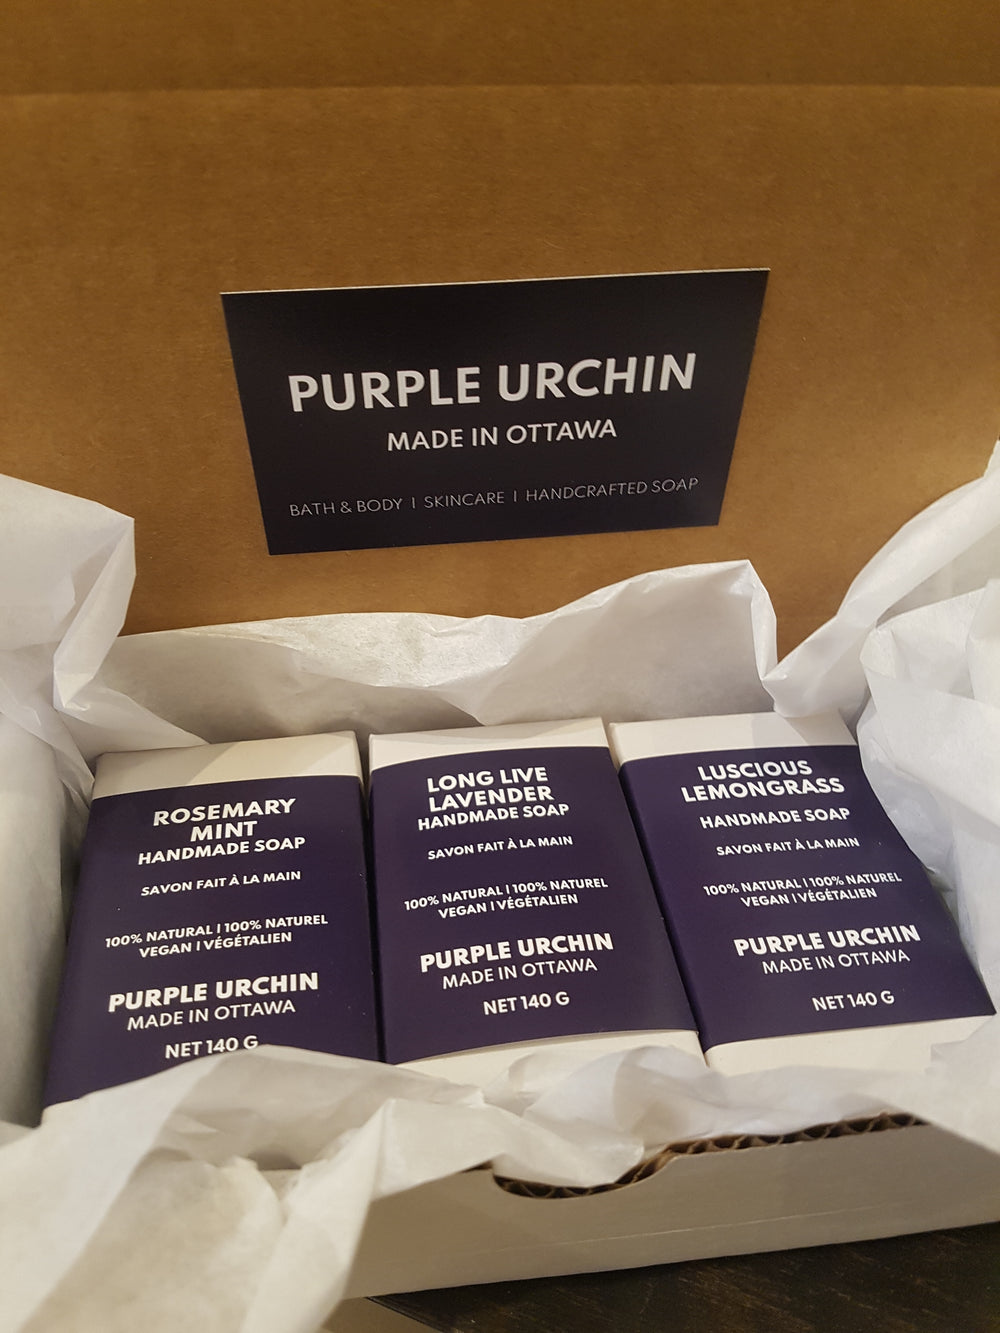 PURPLE URCHIN
MADE IN OTTAWA
BATH & BODY | SKINCARE | HANDCRAFTED SOAP
ROSEMARY
MINT
HANDMADE SOAP
SAVON FAIT À LA MAIN
100% NATURAL | 100% NATUREL
VEGAN | VÉGÉTALIEN
PURPLE URCHIN
MADE IN OTTAWA
NET 140 G
LONG LIVE
LAVENDER
HANDMADE SOAP
SAVON FAIT À LA MAIN
100% NATURAL | 100% NATUREL
VEGAN | VÉGÉTALIEN
PURPLE URCHIN
MADE IN OTTAWA
NET 140 G
LUSCIOUS
LEMONGRASS
HANDMADE SOAP
SAVON FAIT À LA MAIN
100% NATURAL | 100% NATUREL
VEGAN | VÉGÉTALIEN
PURPLE URCHIN
MADE IN OTTAWA
NET 140 G